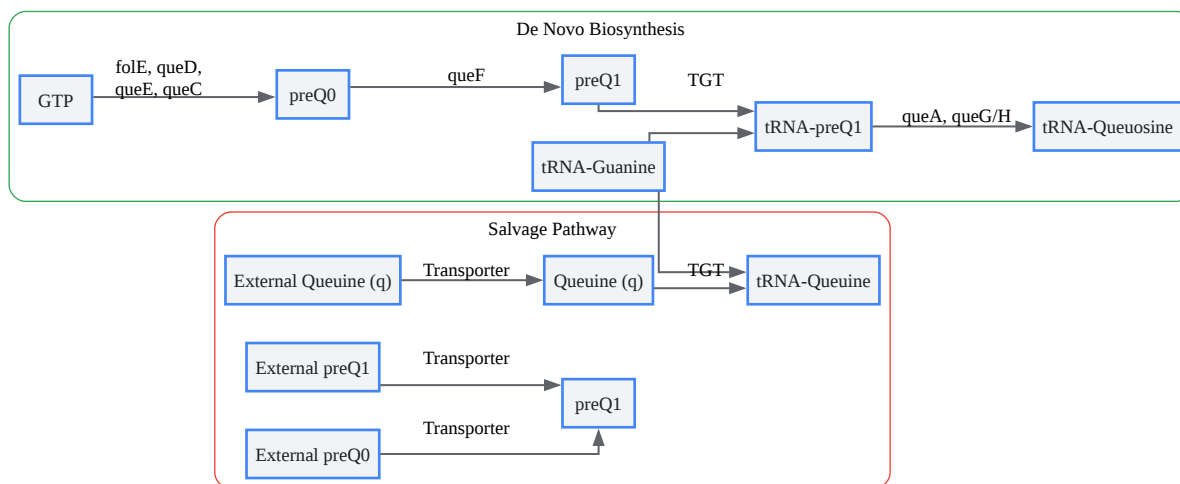 De Novo Biosynthesis
folE, queD,
queE, queC
GTP
preQ0
queF
preQ1
TGT
tRNA-preQ1
queA, queG/H
tRNA-Queuosine
tRNA-Guanine
Salvage Pathway
External Queuine (q)
Transporter
Queuine (q)
TGT
tRNA-Queuine
External preQ1
Transporter
preQ1
External preQ0
Transporter